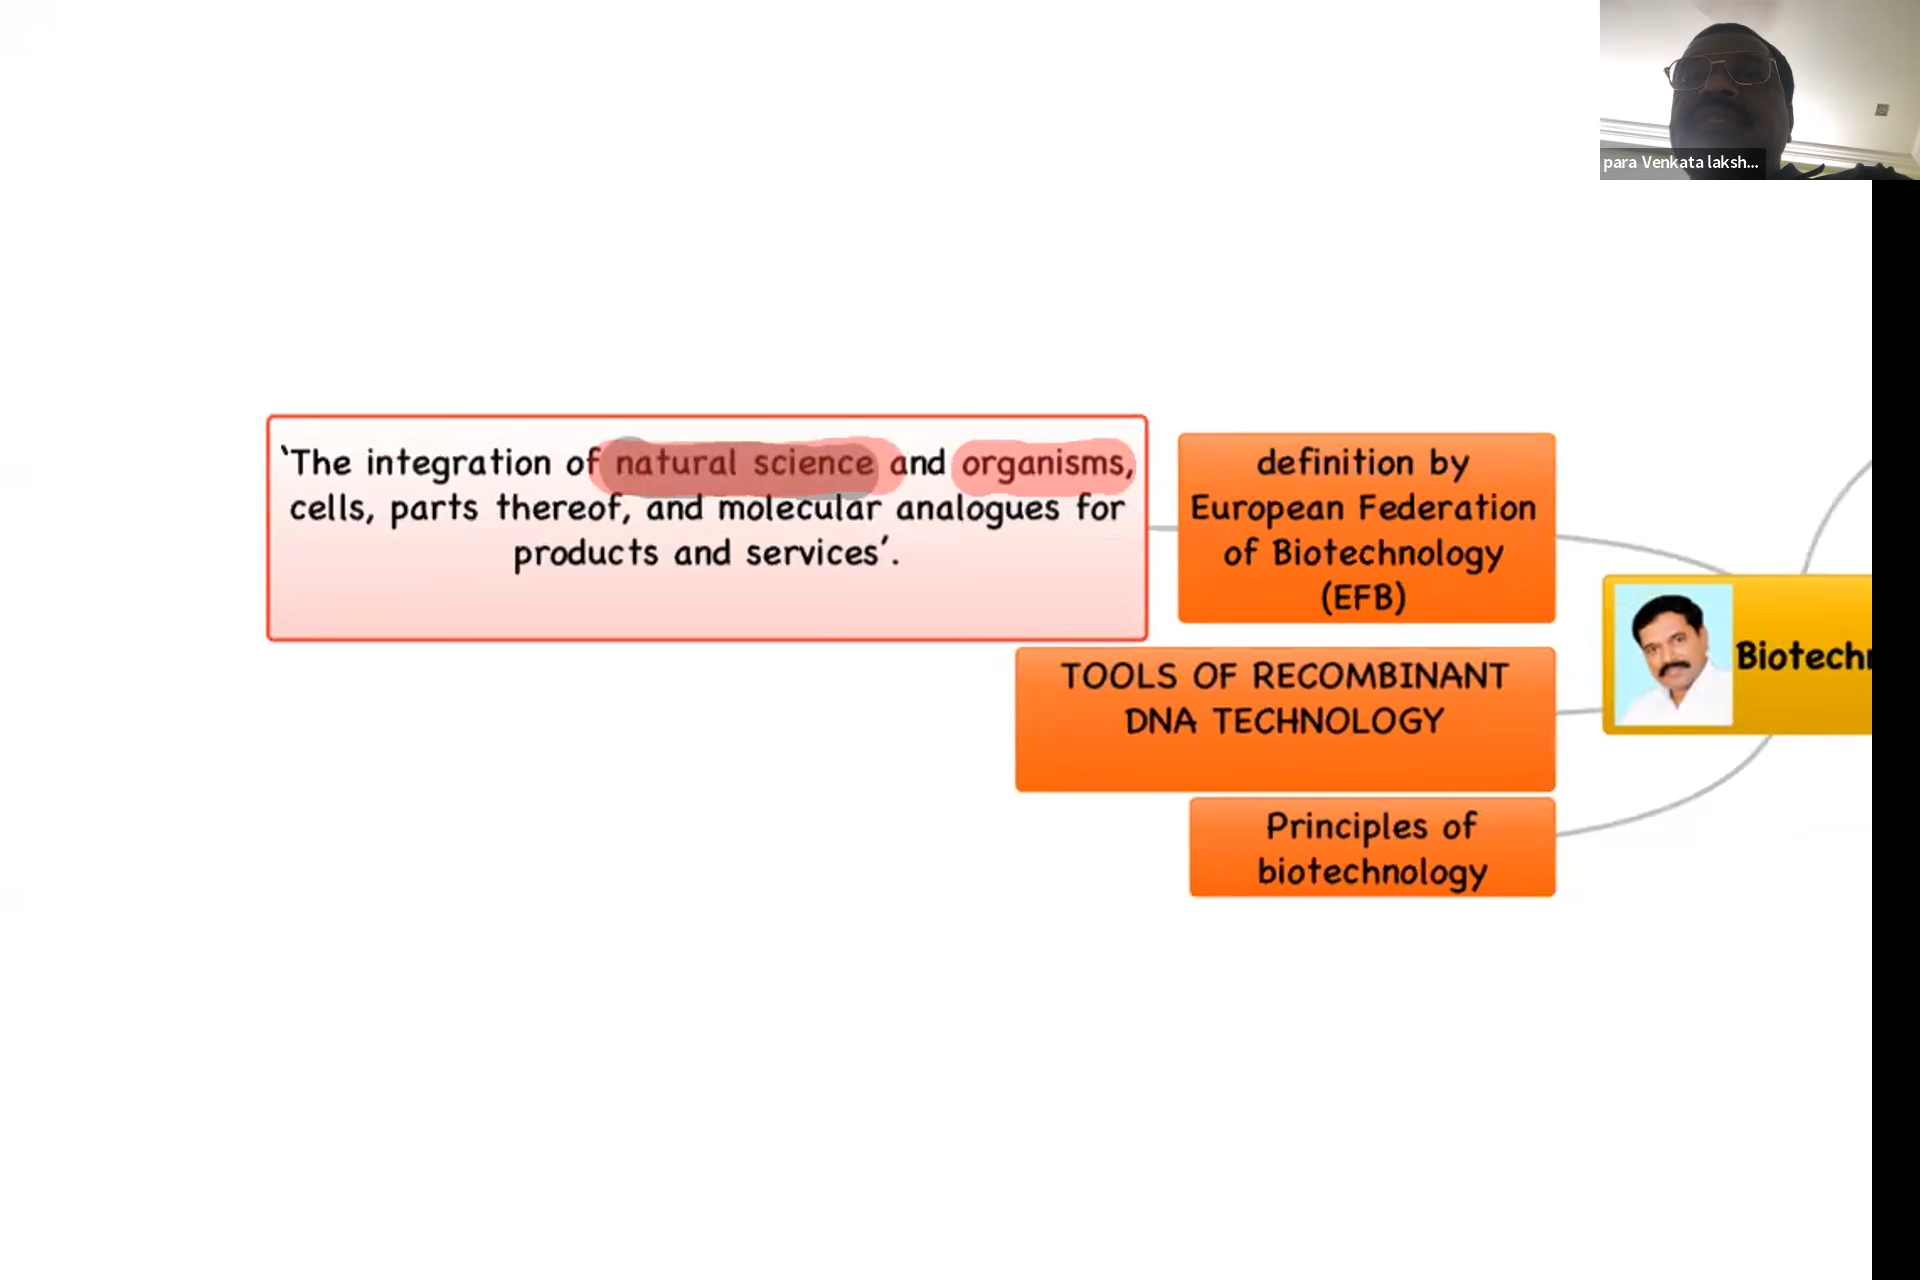 para Venkata laksh...
‘The integration of natural science and organisms,
cells, parts thereof, and molecular analogues for
products and services’.
definition by
European Federation
of Biotechnology
(EFB)
TOOLS OF RECOMBINANT
DNA TECHNOLOGY
Biotechn
Principles of
biotechnology